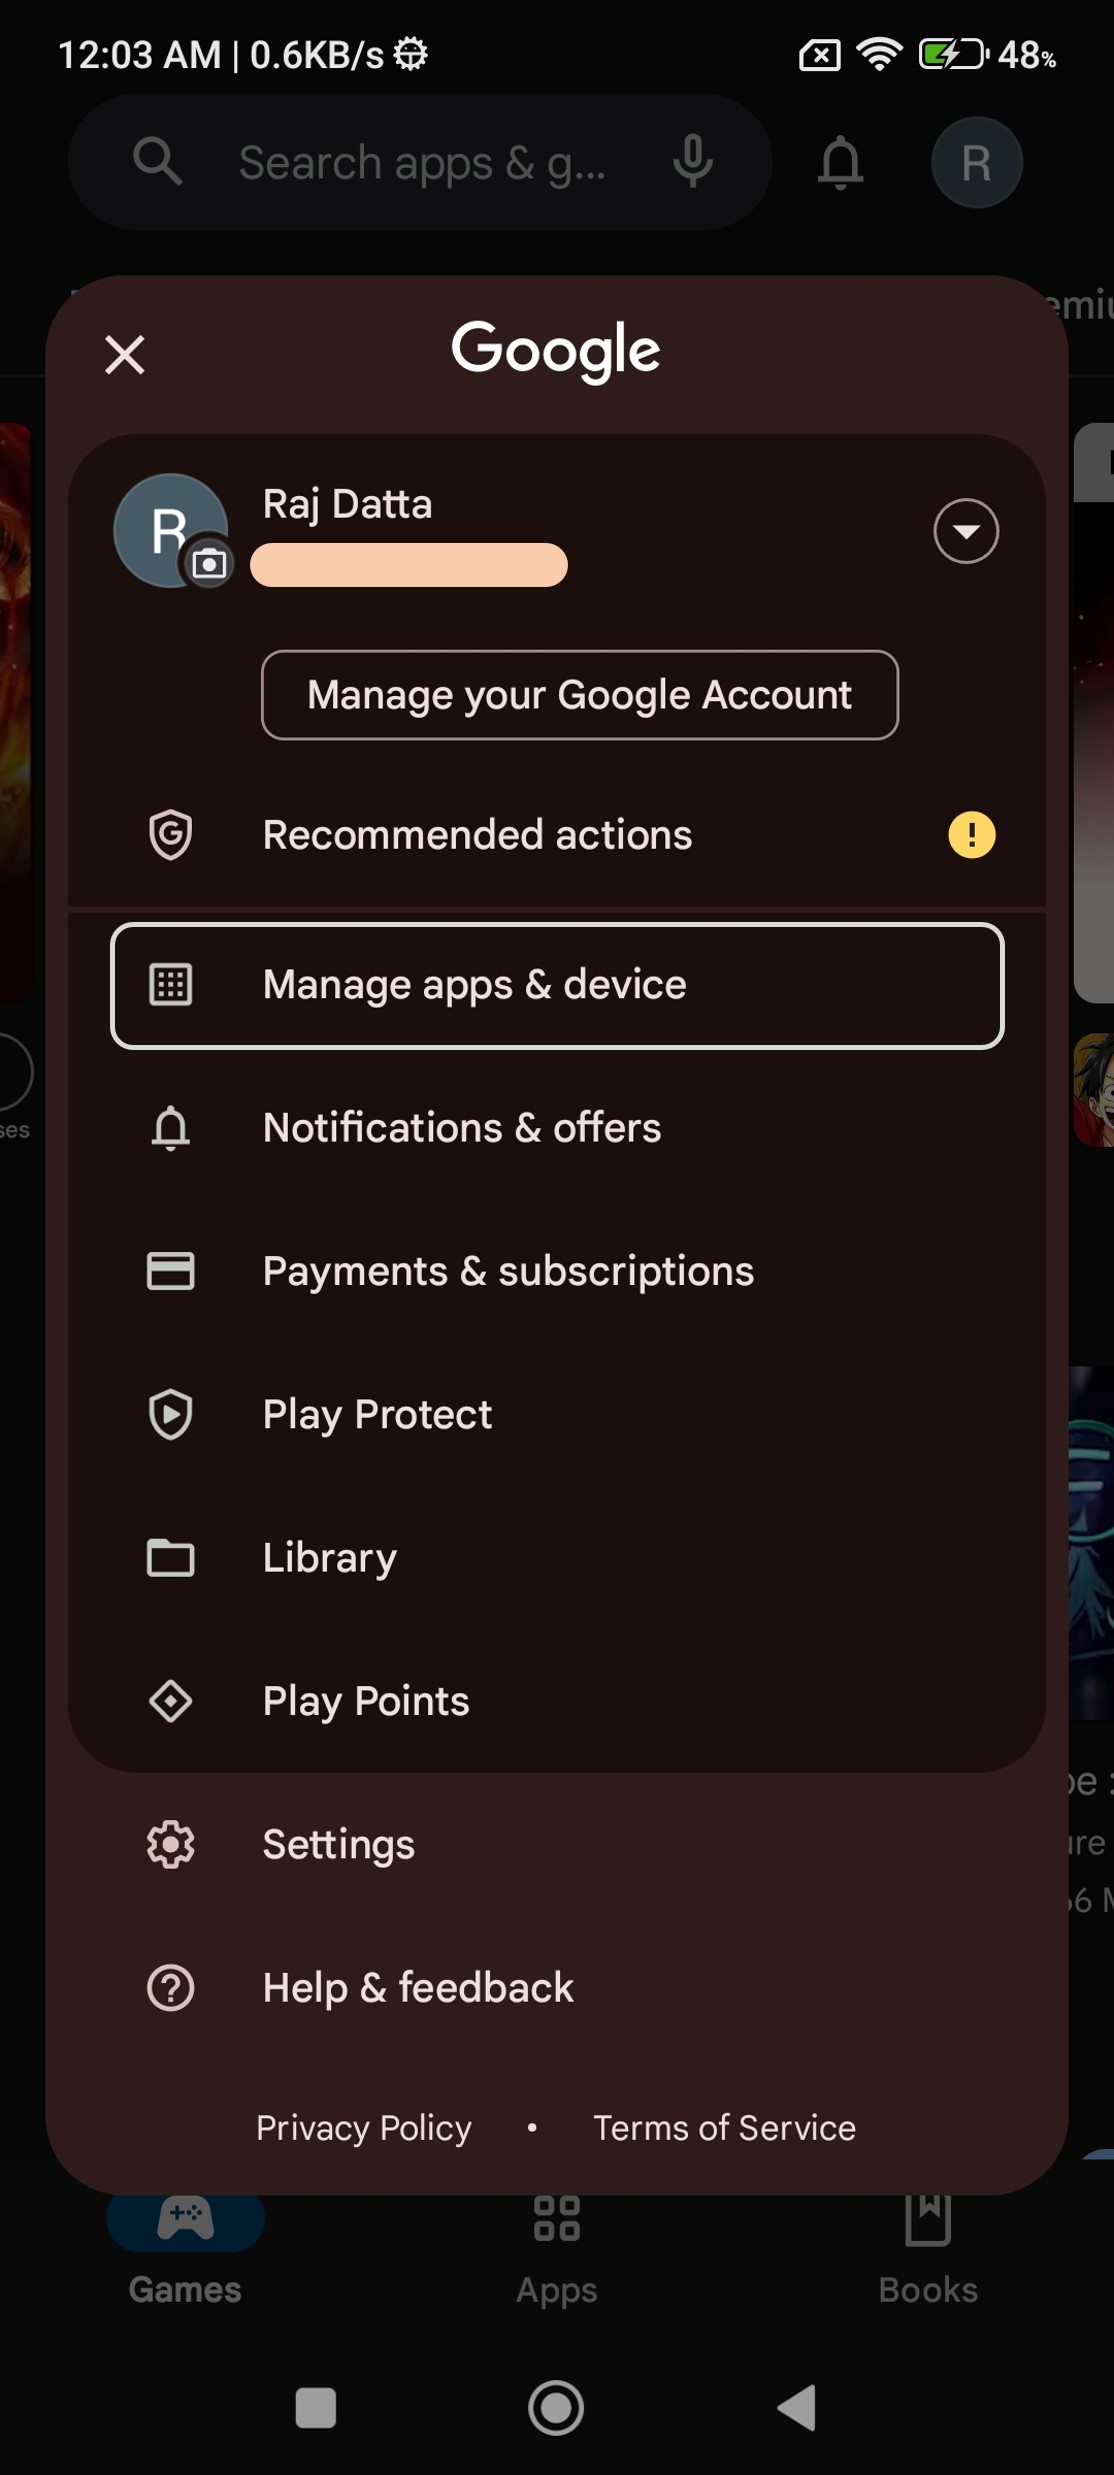 12:03 AM | 0.6KB/s
48%
Search apps & g...
R
emiu
Google
R
Raj Datta
Manage your Google Account
Recommended actions
Manage apps & device
ses
Notifications & offers
Payments & subscriptions
Play Protect
Library
Play Points
Settings
Help & feedback
Privacy Policy • Terms of Service
Games
Apps
Books